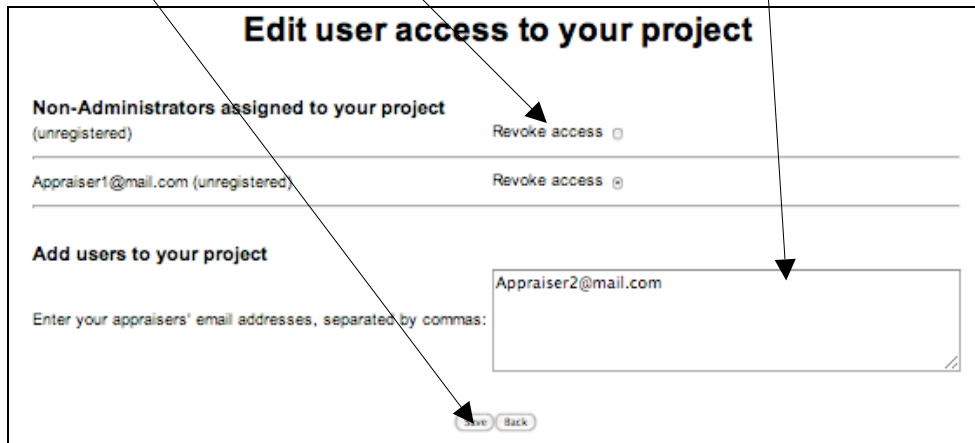 Edit user access to your project
Non-Administrators assigned to your project
(unregistered) Revoke access
Appraiser1@mail.com (unregistered) Revoke access
Add users to your project
Appraiser2@mail.com
Enter your appraisers' email addresses, separated by commas:
Save Back